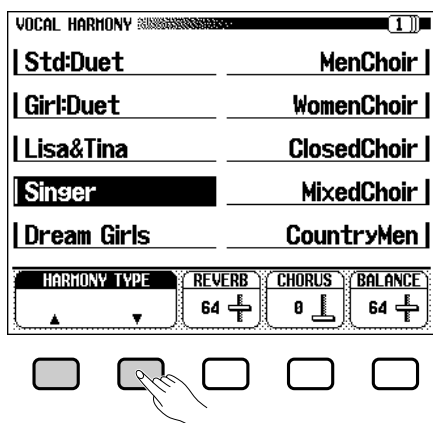 VOCAL HARMONY 1
Std:Duet MenChoir
Girl:Duet WomenChoir
Lisa&Tina ClosedChoir
Singer MixedChoir
Dream Girls CountryMen
HARMONY TYPE REVERB CHORUS BALANCE
▲ ▼ 64 0 64